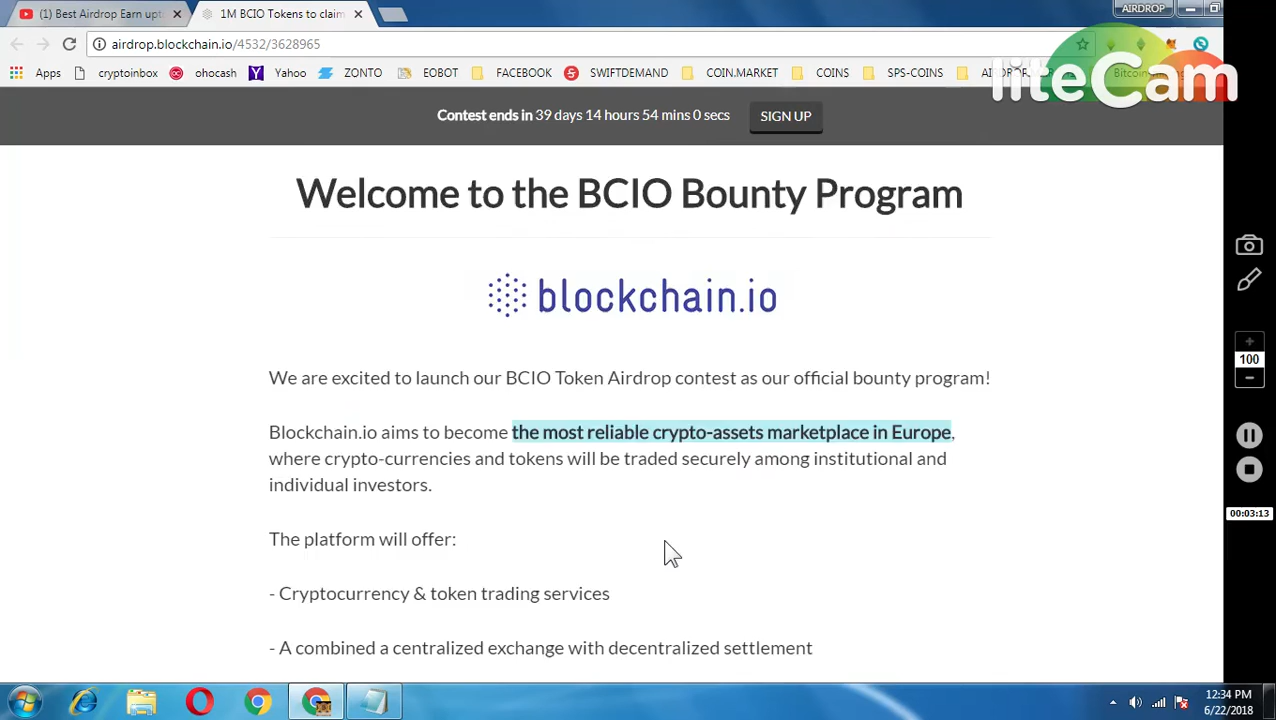 (1) Best Airdrop Earn upt
1M BCIO Tokens to claim
AIRDROP
airdrop.blockchain.io/4532/3628965
Apps cryptoinbox ohocash Yahoo ZONTO EOBOT FACEBOOK SWIFTDEMAND COIN.MARKET COINS SPS-COINS
liteCam
Contest ends in 39 days 14 hours 54 mins 0 secs SIGN UP
Welcome to the BCIO Bounty Program
blockchain.io
We are excited to launch our BCIO Token Airdrop contest as our official bounty program!
Blockchain.io aims to become the most reliable crypto-assets marketplace in Europe,
where crypto-currencies and tokens will be traded securely among institutional and
individual investors.
The platform will offer:
- Cryptocurrency & token trading services
- A combined a centralized exchange with decentralized settlement
100
00:03:13
12:34 PM
6/22/2018